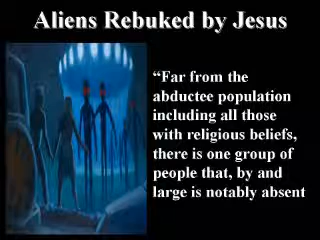 Aliens Rebuked by Jesus
“Far from the
abductee population
including all those
with religious beliefs,
there is one group of
people that, by and
large is notably absent